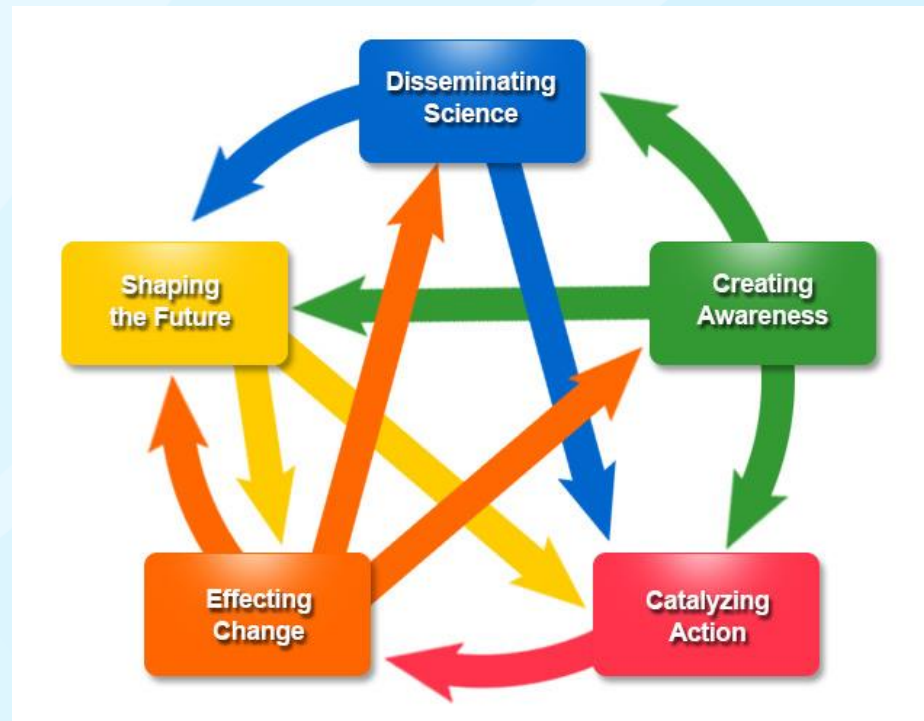 Disseminating
Science
Shaping
the Future
Creating
Awareness
Effecting
Change
Catalyzing
Action